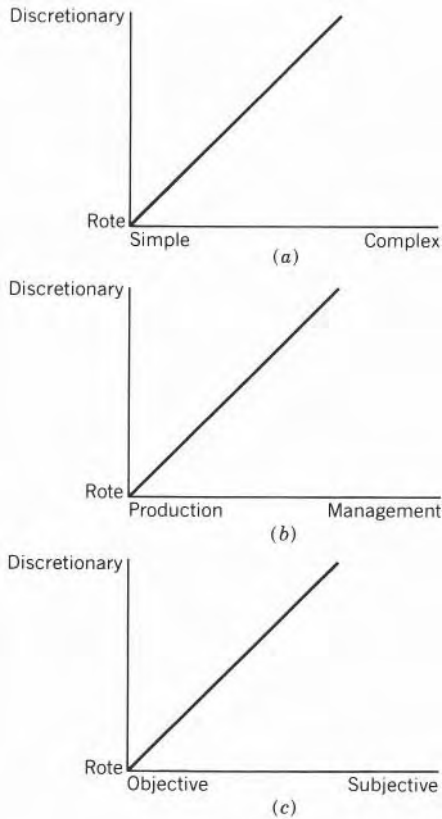 Discretionary
Rote
Simple Complex
(a)
Discretionary
Rote
Production Management
(b)
Discretionary
Rote
Objective Subjective
(c)